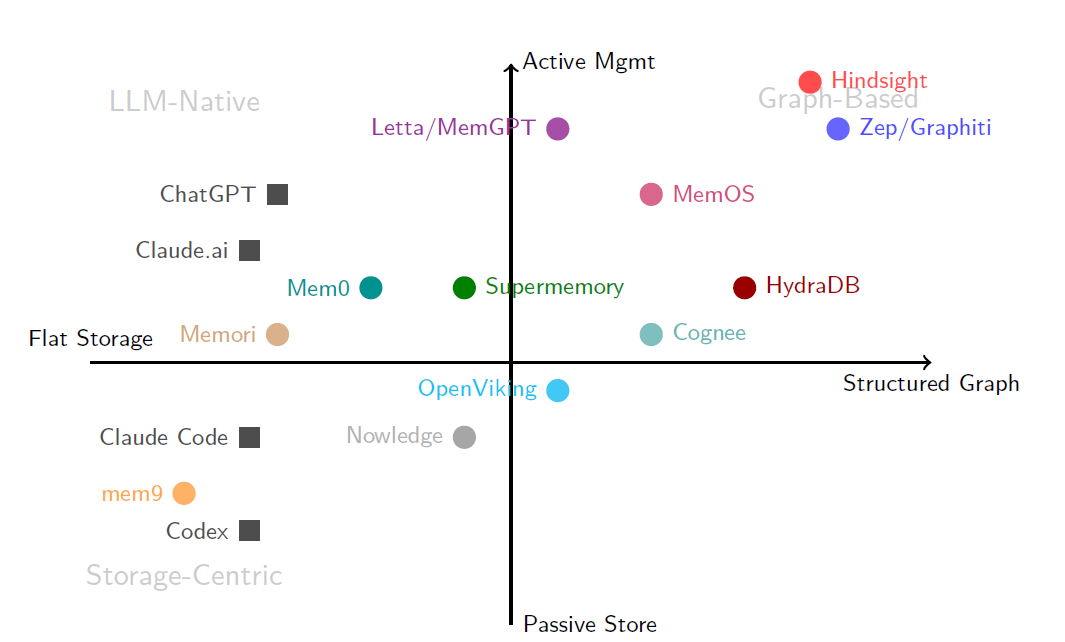 Active Mgmt
Hindsight
LLM-Native
Graph-Based
Letta/MemGPT
Zep/Graphiti
ChatGPT
MemOS
Claude.ai
Mem0
Supermemory
HydraDB
Memori
Cognee
Flat Storage
Structured Graph
OpenViking
Claude Code
Nowledge
mem9
Codex
Storage-Centric
Passive Store